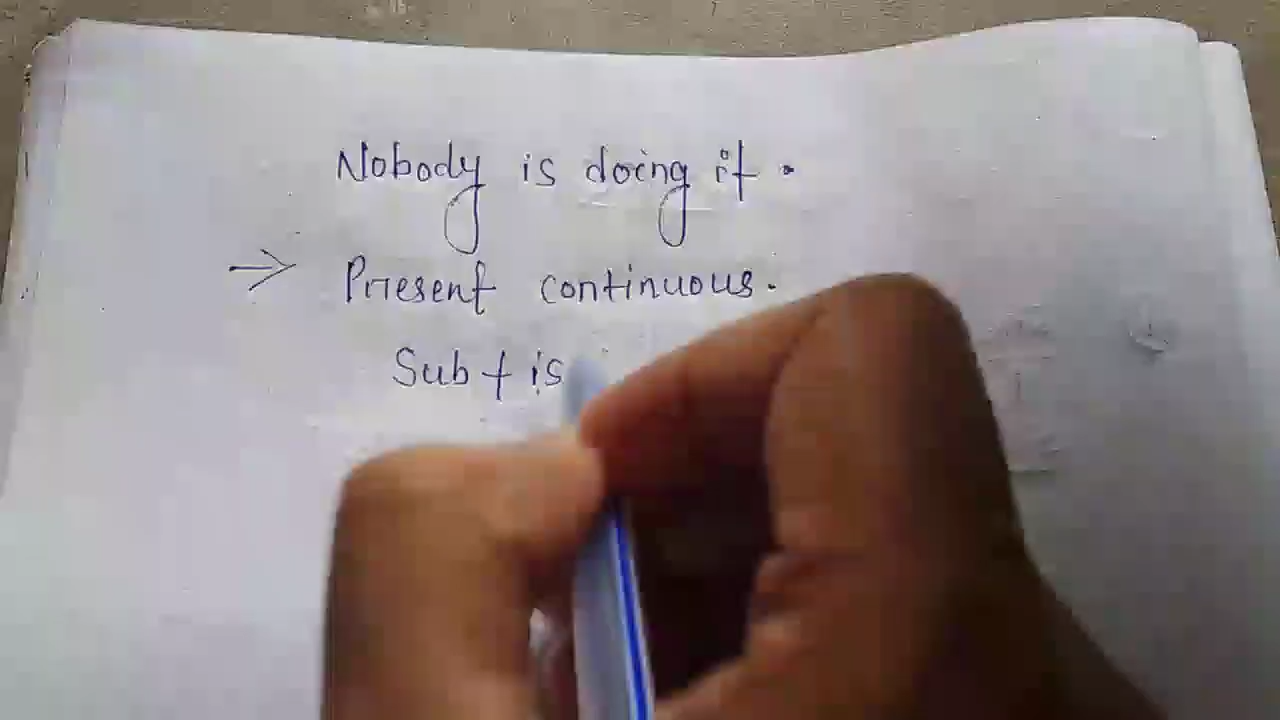 Nobody is doing it.
→ Present continuous.
Sub + is